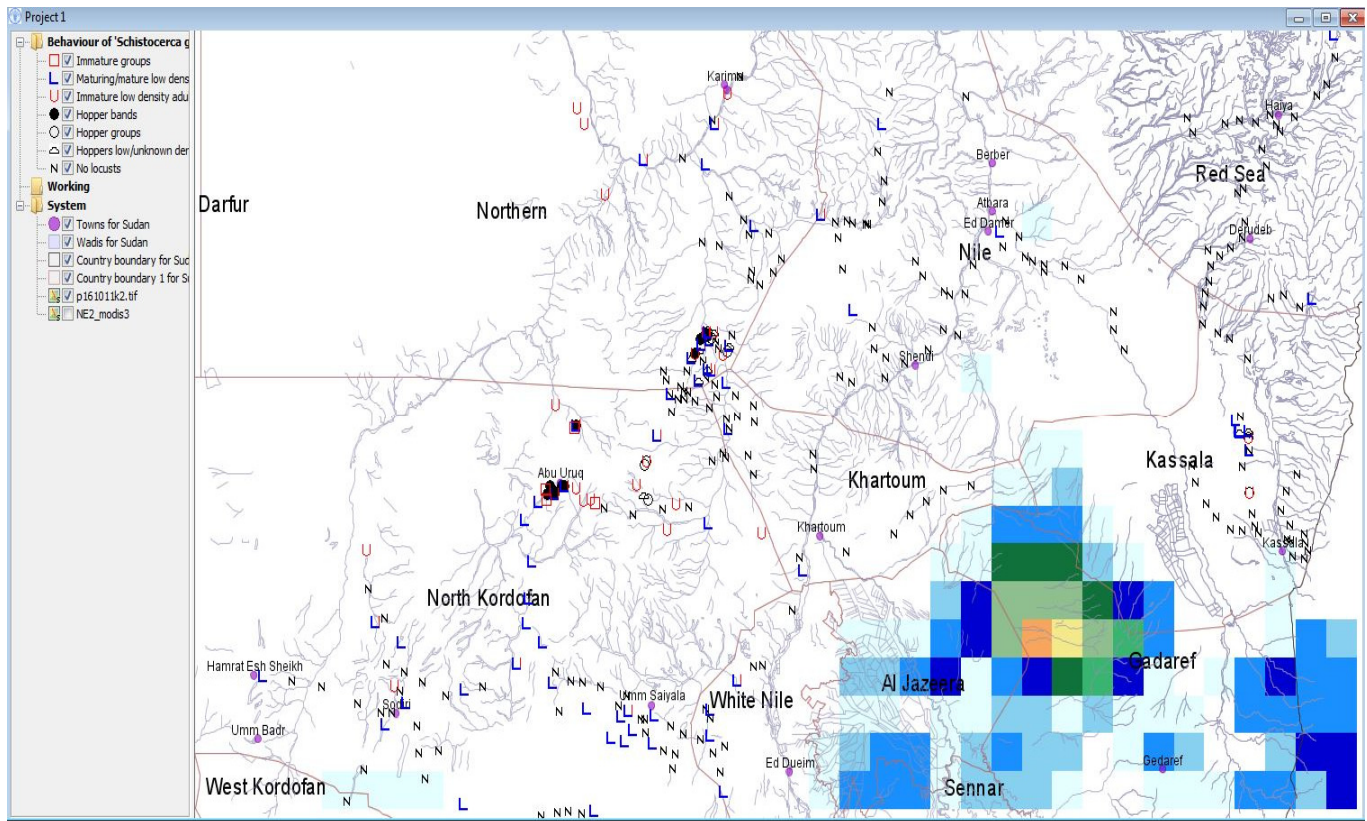 Project 1
Behaviour of 'Schistocerca g
Immature groups
Maturing/mature low dens
Immature low density adu
Hopper bands
Hopper groups
Hoppers low/unknown der
N No locusts
Working
System
Towns for Sudan
Wadis for Sudan
Country boundary for Sud
Country boundary 1 for Su
p161011k2.tif
NE2_modis3
Karima
Haiya
Berber
Red Sea
Darfur
Northern
Atbara
Ed Damer
Derudeb
Nile
Shendi
Abu Uruq
Kassala
Khartoum
Khartoum
Kassala
North Kordofan
Hamrat Esh Sheikh
Gadaref
Al Jazeera
Umm Saiyala
White Nile
Sodiri
Umm Badr
Ed Dueim
Gedaref
West Kordofan
Sennar